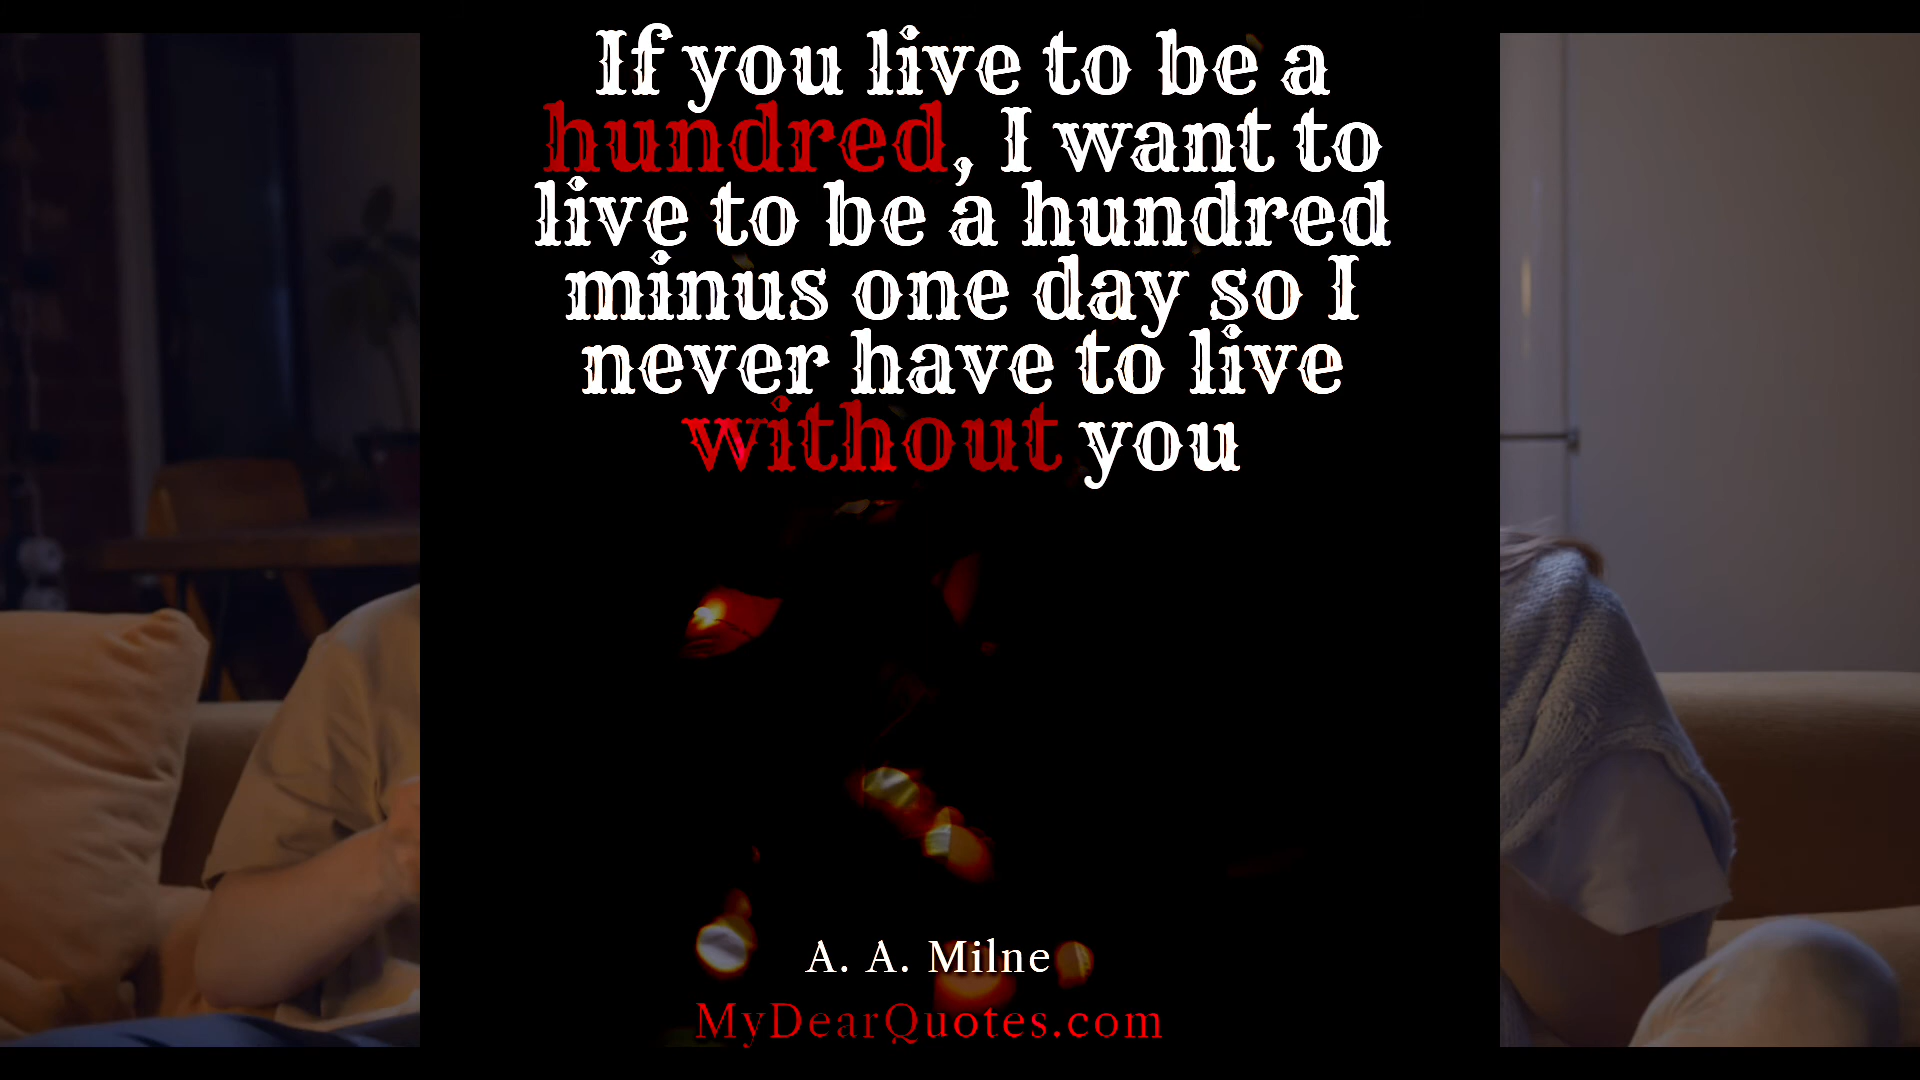 If you live to be a
hundred, I want to
live to be a hundred
minus one day so I
never have to live
without you
A. A. Milne
MyDearQuotes.com